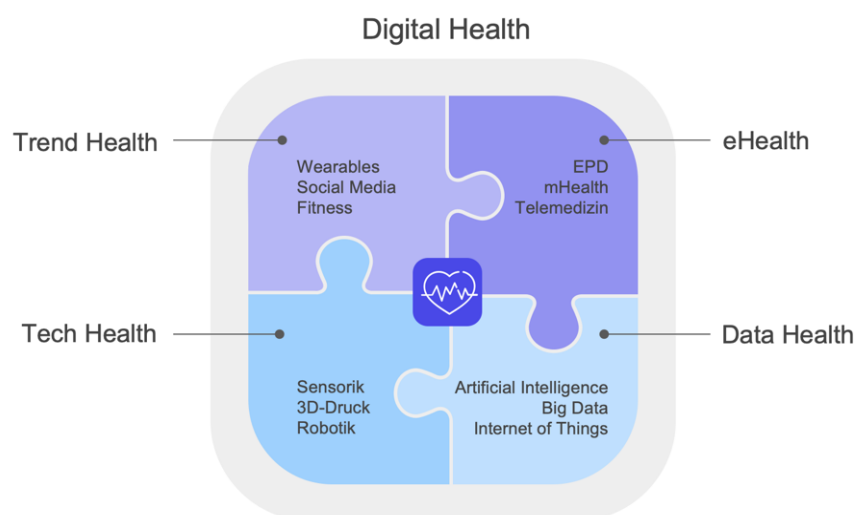 Digital Health
Trend Health
Wearables
Social Media
Fitness
eHealth
EPD
mHealth
Telemedizin
Tech Health
Sensorik
3D-Druck
Robotik
Data Health
Artificial Intelligence
Big Data
Internet of Things